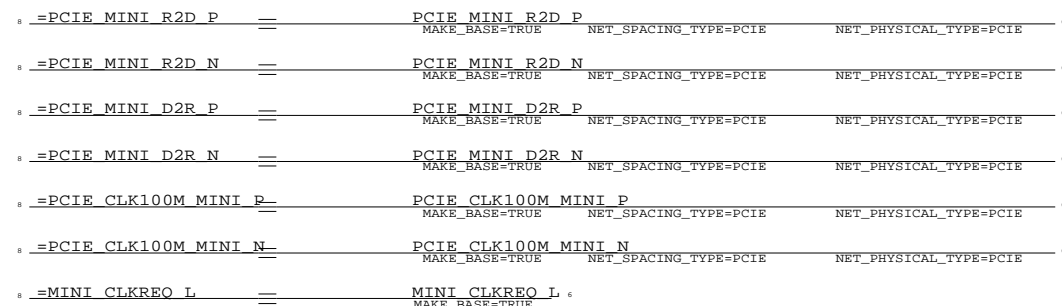 8 =PCIE_MINI_R2D_P PCIE_MINI_R2D_P
MAKE_BASE=TRUE NET_SPACING_TYPE=PCIE NET_PHYSICAL_TYPE=PCIE
8 =PCIE_MINI_R2D_N PCIE_MINI_R2D_N
MAKE_BASE=TRUE NET_SPACING_TYPE=PCIE NET_PHYSICAL_TYPE=PCIE
8 =PCIE_MINI_D2R_P PCIE_MINI_D2R_P
MAKE_BASE=TRUE NET_SPACING_TYPE=PCIE NET_PHYSICAL_TYPE=PCIE
8 =PCIE_MINI_D2R_N PCIE_MINI_D2R_N
MAKE_BASE=TRUE NET_SPACING_TYPE=PCIE NET_PHYSICAL_TYPE=PCIE
8 =PCIE_CLK100M_MINI_P PCIE_CLK100M_MINI_P
MAKE_BASE=TRUE NET_SPACING_TYPE=PCIE NET_PHYSICAL_TYPE=PCIE
8 =PCIE_CLK100M_MINI_N PCIE_CLK100M_MINI_N
MAKE_BASE=TRUE NET_SPACING_TYPE=PCIE NET_PHYSICAL_TYPE=PCIE
8 =MINI_CLKREQ_L MINI_CLKREQ_L 6
MAKE_BASE=TRUE